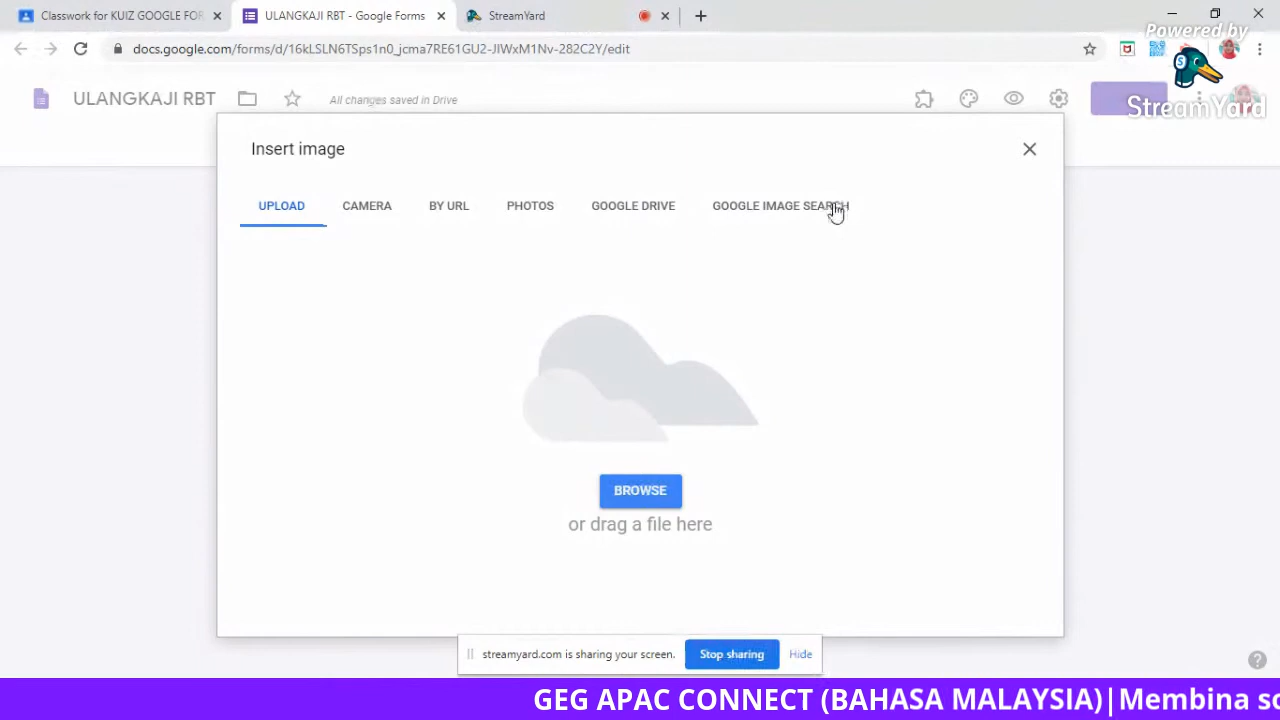 Classwork for KUIZ GOOGLE FOR
ULANGKAJI RBT - Google Forms
StreamYard
docs.google.com/forms/d/16kLSLN6TSps1n0_jcma7RE61GU2-JIWxM1Nv-282C2Y/edit
Powered by
StreamYard
ULANGKAJI RBT
All changes saved in Drive
Insert image
UPLOAD
CAMERA
BY URL
PHOTOS
GOOGLE DRIVE
GOOGLE IMAGE SEARCH
BROWSE
or drag a file here
streamyard.com is sharing your screen.
Stop sharing
Hide
GEG APAC CONNECT (BAHASA MALAYSIA)|Membina so